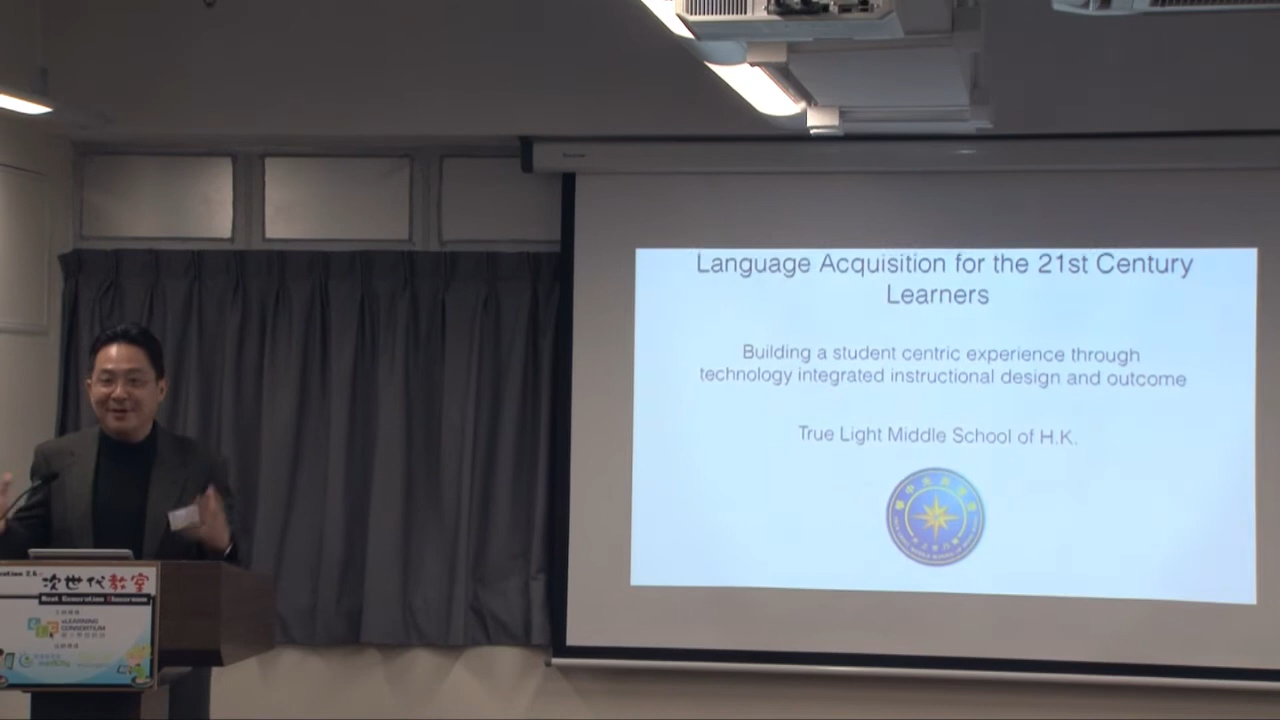 Language Acquisition for the 21st Century
Learners
Building a student centric experience through
technology integrated instructional design and outcome
True Light Middle School of H.K.
次世代教室
Next Generation Classroom
eLEARNING
CONSORTIUM